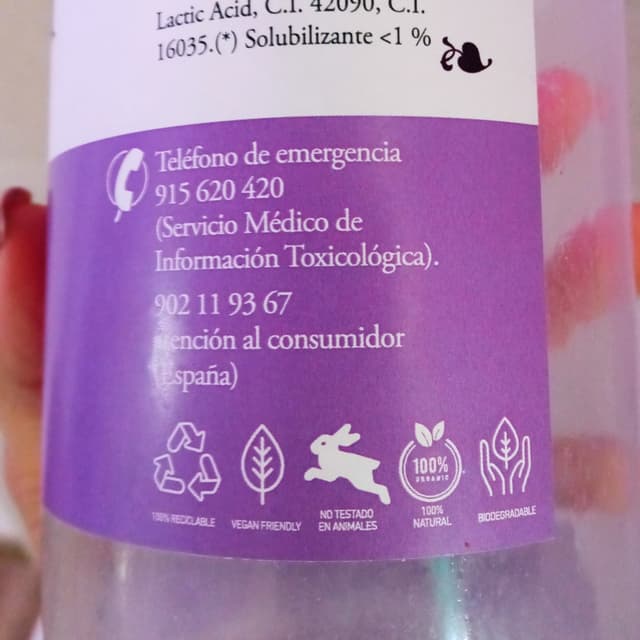 Lactic Acid, C.I. 42090, C.I.
16035.(*) Solubilizante <1 %
Teléfono de emergencia
915 620 420
(Servicio Médico de
Información Toxicológica).
902 11 93 67
atención al consumidor
(España)
100% RECICLABLE
VEGAN FRIENDLY
NO TESTADO
EN ANIMALES
100%
ORGANIC
100%
NATURAL
BIODEGRADABLE